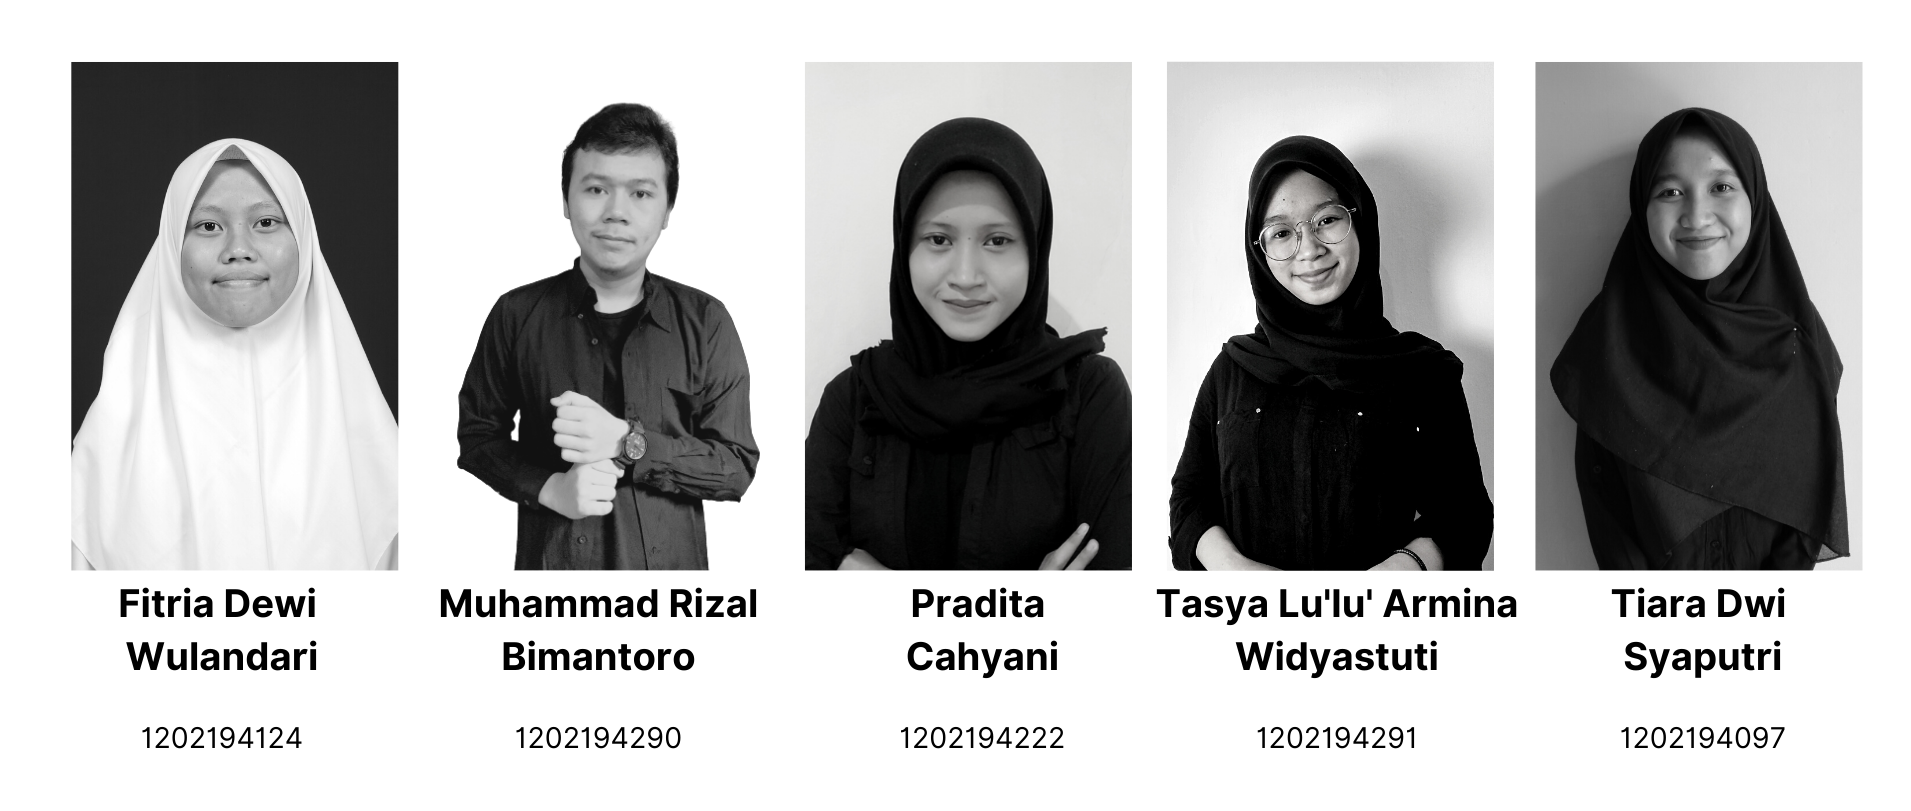 Fitria Dewi
Wulandari
1202194124
Muhammad Rizal
Bimantoro
1202194290
Pradita
Cahyani
1202194222
Tasya Lu'lu' Armina
Widyastuti
1202194291
Tiara Dwi
Syaputri
1202194097